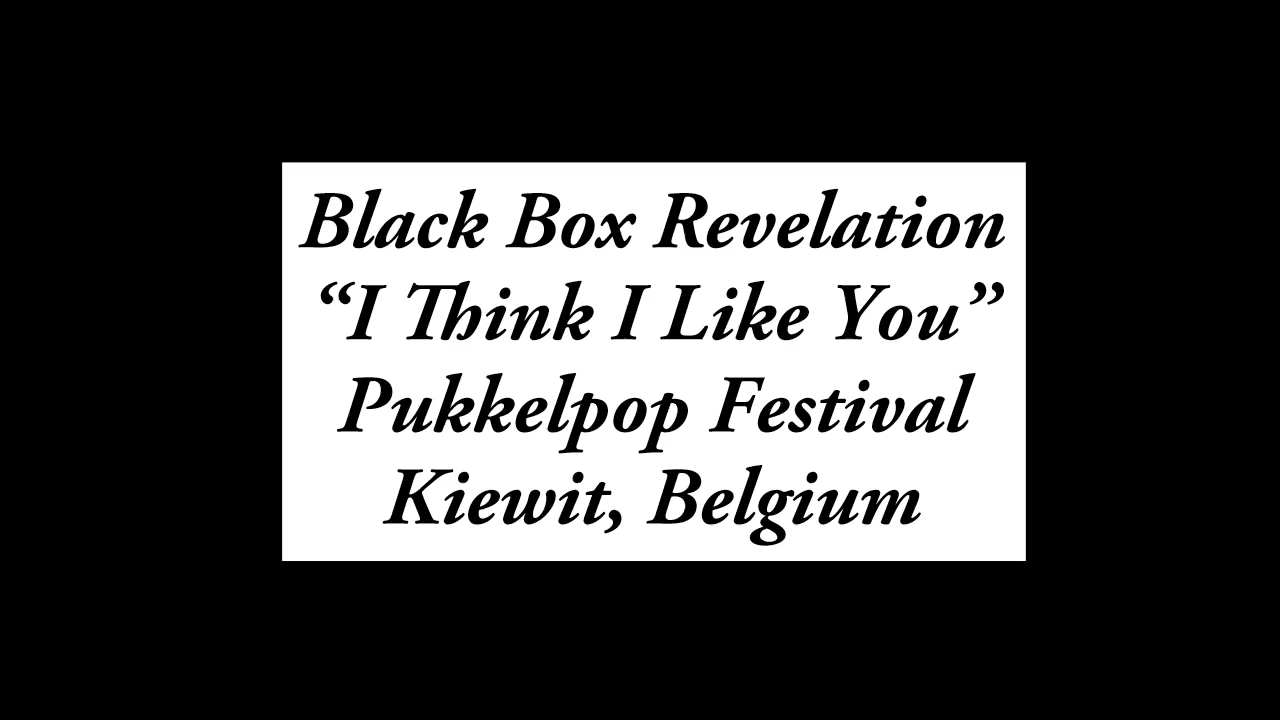 Black Box Revelation
“I Think I Like You”
Pukkelpop Festival
Kiewit, Belgium